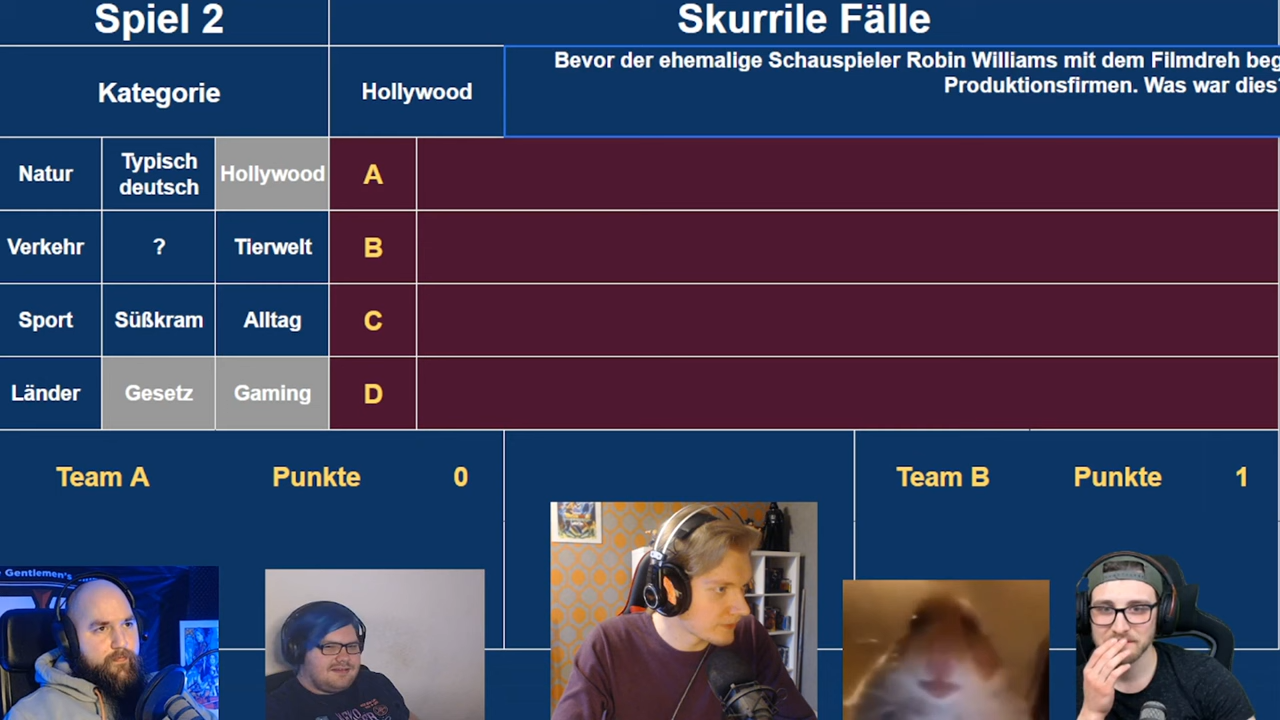 Spiel 2
Skurrile Fälle
Kategorie
Hollywood
Bevor der ehemalige Schauspieler Robin Williams mit dem Filmdreh beg
Produktionsfirmen. Was war dies?
Natur
Typisch
deutsch
Hollywood
A
Verkehr
?
Tierwelt
B
Sport
Süßkram
Alltag
C
Länder
Gesetz
Gaming
D
Team A
Punkte
0
Team B
Punkte
1
Gentlemen's